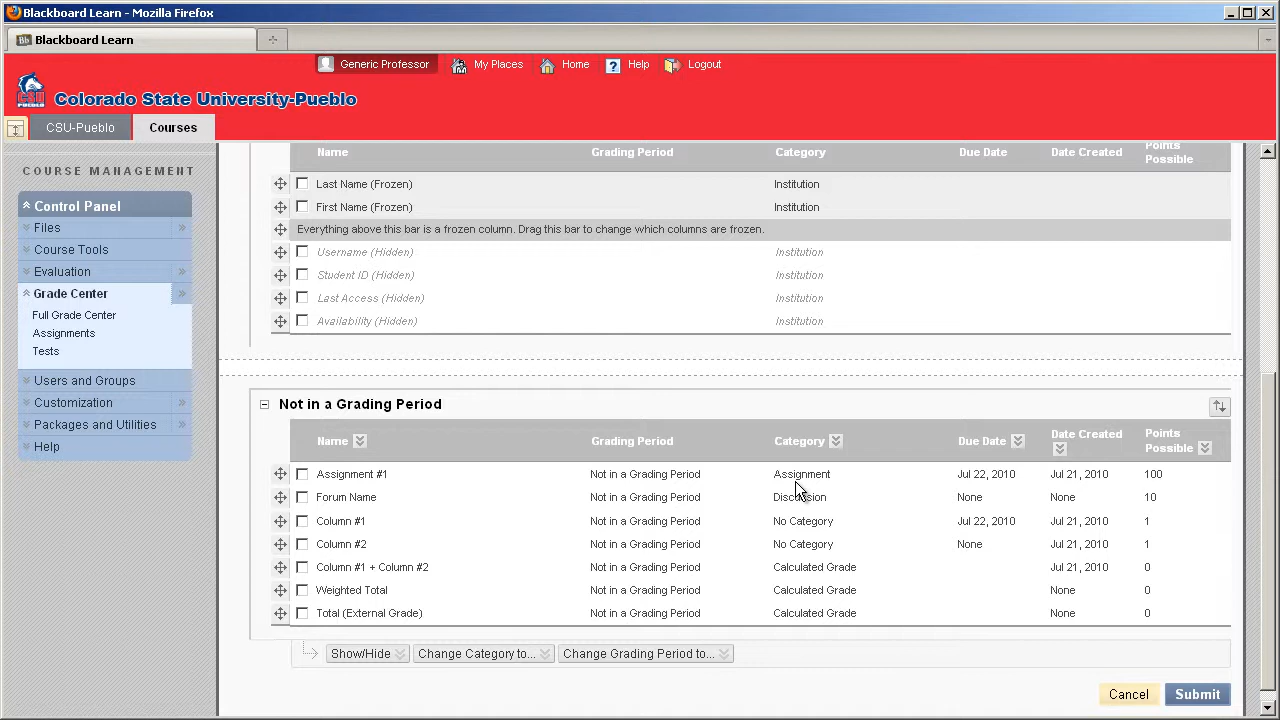 Blackboard Learn - Mozilla Firefox
Bb Blackboard Learn
Generic Professor My Places Home ? Help Logout
CSU PUEBLO Colorado State University-Pueblo
CSU-Pueblo Courses
COURSE MANAGEMENT
Control Panel
Files
Course Tools
Evaluation
Grade Center
Full Grade Center
Assignments
Tests
Users and Groups
Customization
Packages and Utilities
Help
Name Grading Period Category Due Date Date Created Points Possible
Last Name (Frozen) Institution
First Name (Frozen) Institution
Everything above this bar is a frozen column. Drag this bar to change which columns are frozen.
Username (Hidden) Institution
Student ID (Hidden) Institution
Last Access (Hidden) Institution
Availability (Hidden) Institution
Not in a Grading Period
Name Grading Period Category Due Date Date Created Points Possible
Assignment #1 Not in a Grading Period Assignment Jul 22, 2010 Jul 21, 2010 100
Forum Name Not in a Grading Period Discussion None None 10
Column #1 Not in a Grading Period No Category Jul 22, 2010 Jul 21, 2010 1
Column #2 Not in a Grading Period No Category None Jul 21, 2010 1
Column #1 + Column #2 Not in a Grading Period Calculated Grade Jul 21, 2010 0
Weighted Total Not in a Grading Period Calculated Grade None 0
Total (External Grade) Not in a Grading Period Calculated Grade None 0
Show/Hide Change Category to... Change Grading Period to...
Cancel Submit